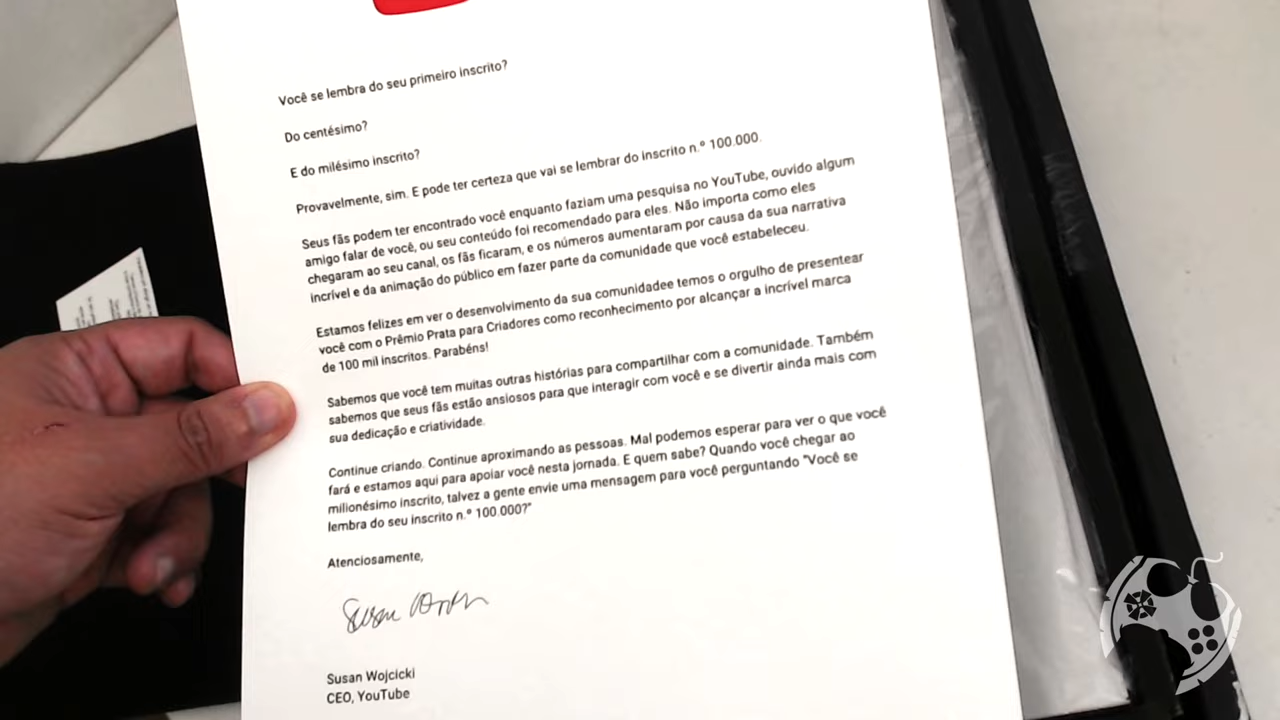 Você se lembra do seu primeiro inscrito?
Do centésimo?
E do milésimo inscrito?
Provavelmente, sim. E pode ter certeza que vai se lembrar do inscrito n.º 100.000.
Seus fãs podem ter encontrado você enquanto faziam uma pesquisa no YouTube, ouvido algum
amigo falar de você, ou seu conteúdo foi recomendado para eles. Não importa como eles
chegaram ao seu canal, os fãs ficaram, e os números aumentaram por causa da sua narrativa
incrível e da animação do público em fazer parte da comunidade que você estabeleceu.
Estamos felizes em ver o desenvolvimento da sua comunidadee temos o orgulho de presentear
você com o Prêmio Prata para Criadores como reconhecimento por alcançar a incrível marca
de 100 mil inscritos. Parabéns!
Sabemos que você tem muitas outras histórias para compartilhar com a comunidade. Também
sabemos que seus fãs estão ansiosos para que interagir com você e se divertir ainda mais com
sua dedicação e criatividade.
Continue criando. Continue aproximando as pessoas. Mal podemos esperar para ver o que você
fará e estamos aqui para apoiar você nesta jornada. E quem sabe? Quando você chegar ao
milionésimo inscrito, talvez a gente envie uma mensagem para você perguntando "Você se
lembra do seu inscrito n.º 100.000?"
Atenciosamente,
Susan Wojcicki
CEO, YouTube